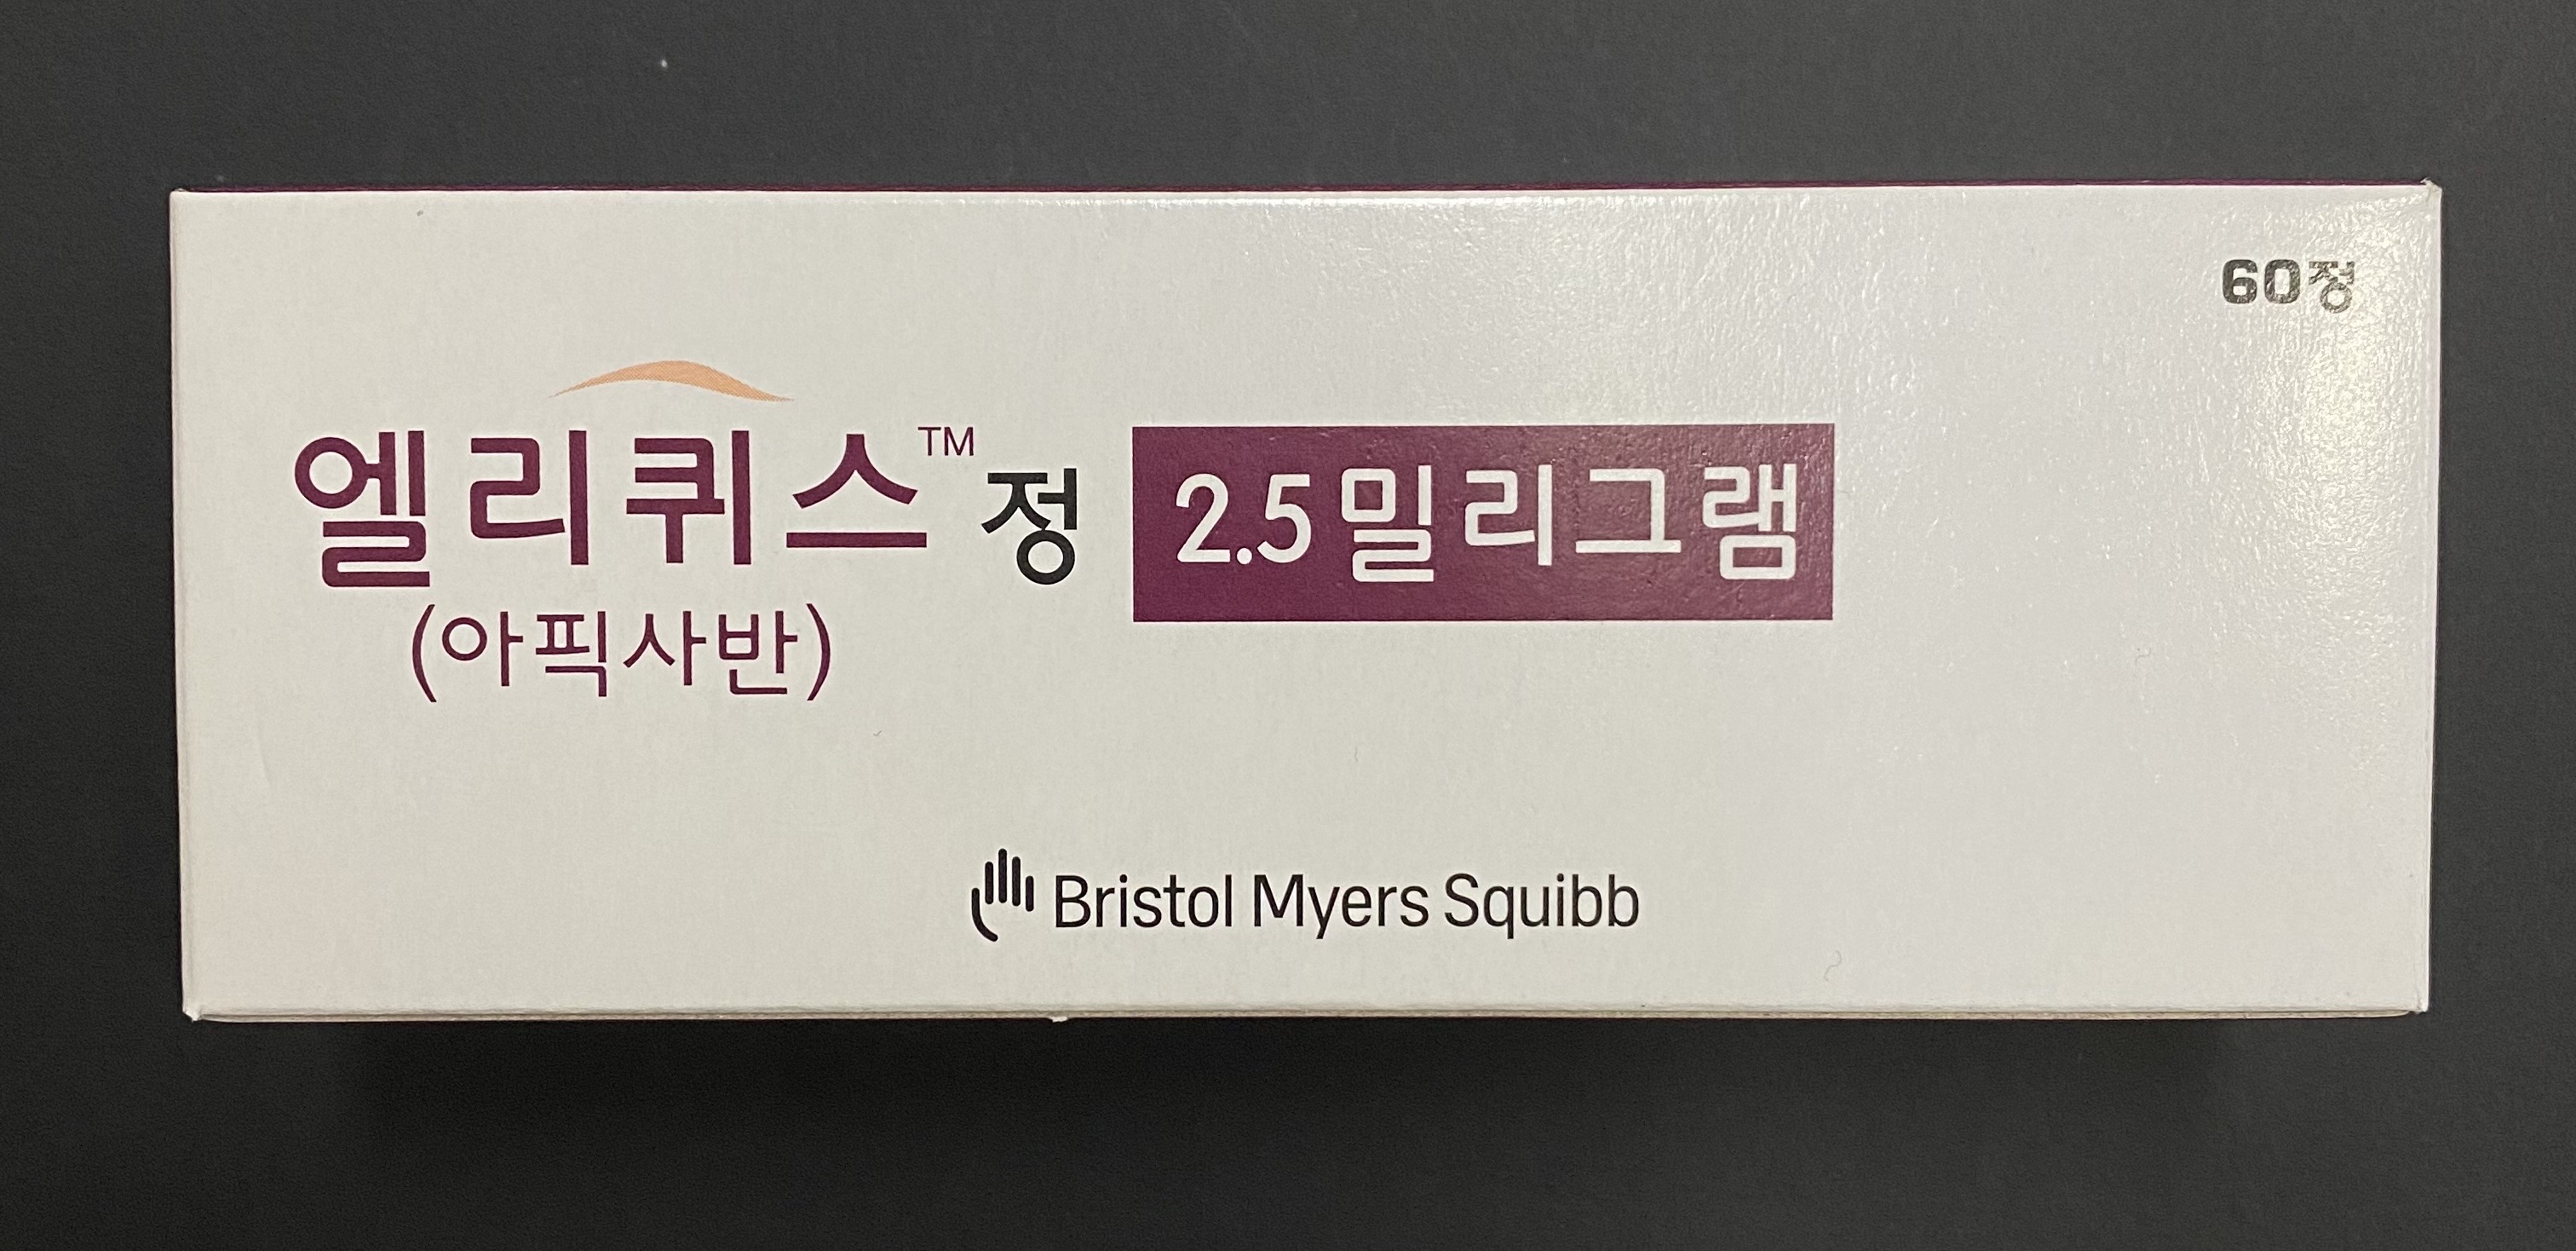 60정
엘리퀴스™정 2.5밀리그램
(아픽사반)
Bristol Myers Squibb